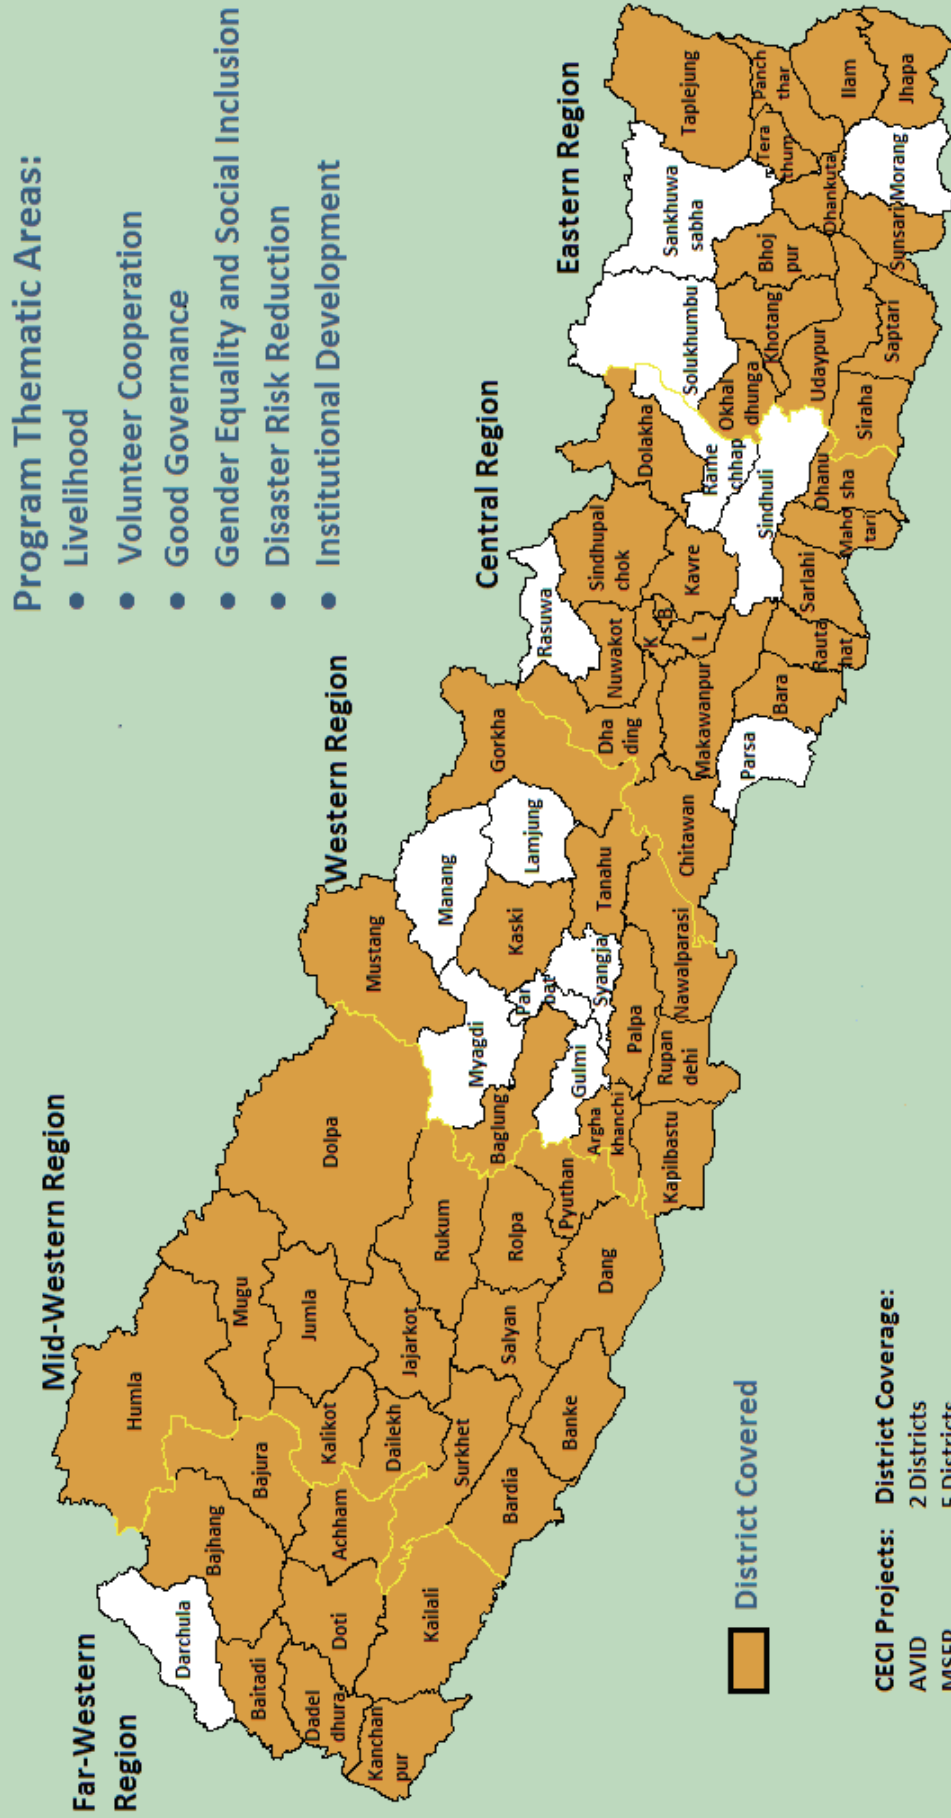 Program Thematic Areas:
• Livelihood
• Volunteer Cooperation
• Good Governance
• Gender Equality and Social Inclusion
• Disaster Risk Reduction
• Institutional Development
Far-Western
Region
Mid-Western Region
Western Region
Central Region
Eastern Region
Darchula
Baitadi
Dadel
dhura
Kanchan
pur
Bajhang
Bajura
Doti
Achham
Kailali
Humla
Mugu
Jumla
Kalikot
Dailekh
Jajarkot
Surkhet
Bardia
Banke
Salyan
Dolpa
Rukum
Rolpa
Pyuthan
Dang
Mustang
Manang
Myagdi
Kaski
Lamjung
Gorkha
Baglung
Par
bat
Syangja
Tanahu
Gulmi
Argha
khanchi
Palpa
Kapilbastu
Rupan
dehi
Nawalparasi
Rasuwa
Nuwakot
Dha
ding
Sindhupal
chok
Dolakha
K
B
L
Kavre
Rame
chhap
Sindhuli
Makawanpur
Chitawan
Parsa
Bara
Rauta
hat
Sarlahi
Maho
tari
Dhanu
sha
Solukhumbu
Sankhuwa
sabha
Taplejung
Okhal
dhunga
Khotang
Bhoj
pur
Tera
thum
Panch
thar
Dhankuta
Ilam
Udaypur
Siraha
Saptari
Sunsari
Morang
Jhapa
District Covered
CECI Projects: District Coverage:
AVID 2 Districts
MSFP 5 Districts